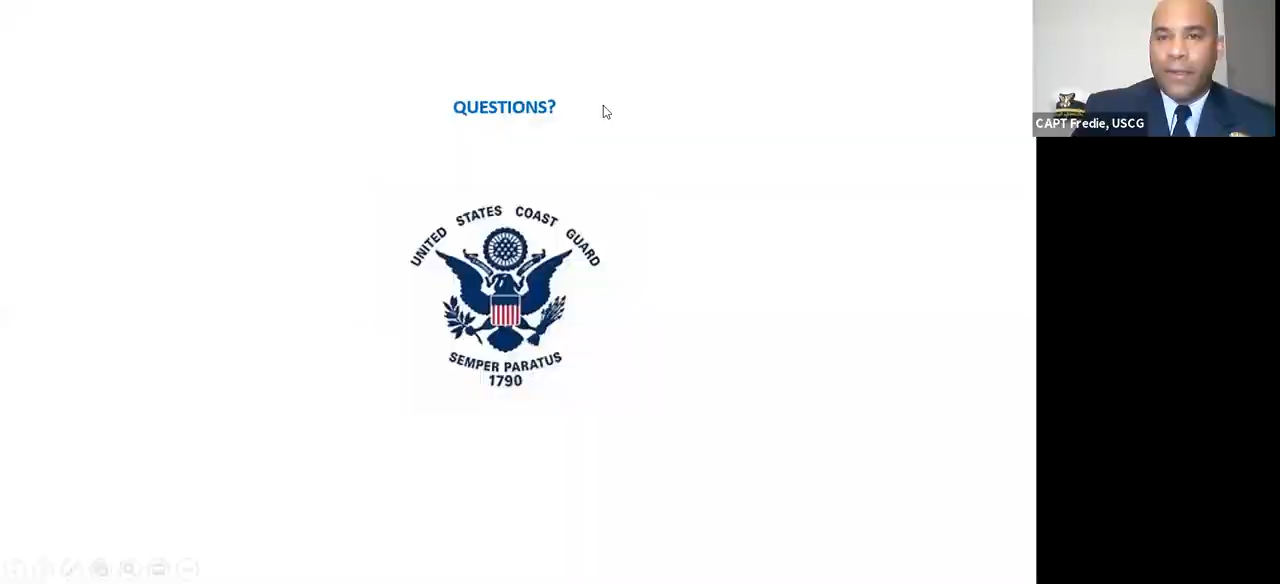 QUESTIONS?
UNITED STATES COAST GUARD
SEMPER PARATUS
1790
CAPT Fredie, USCG